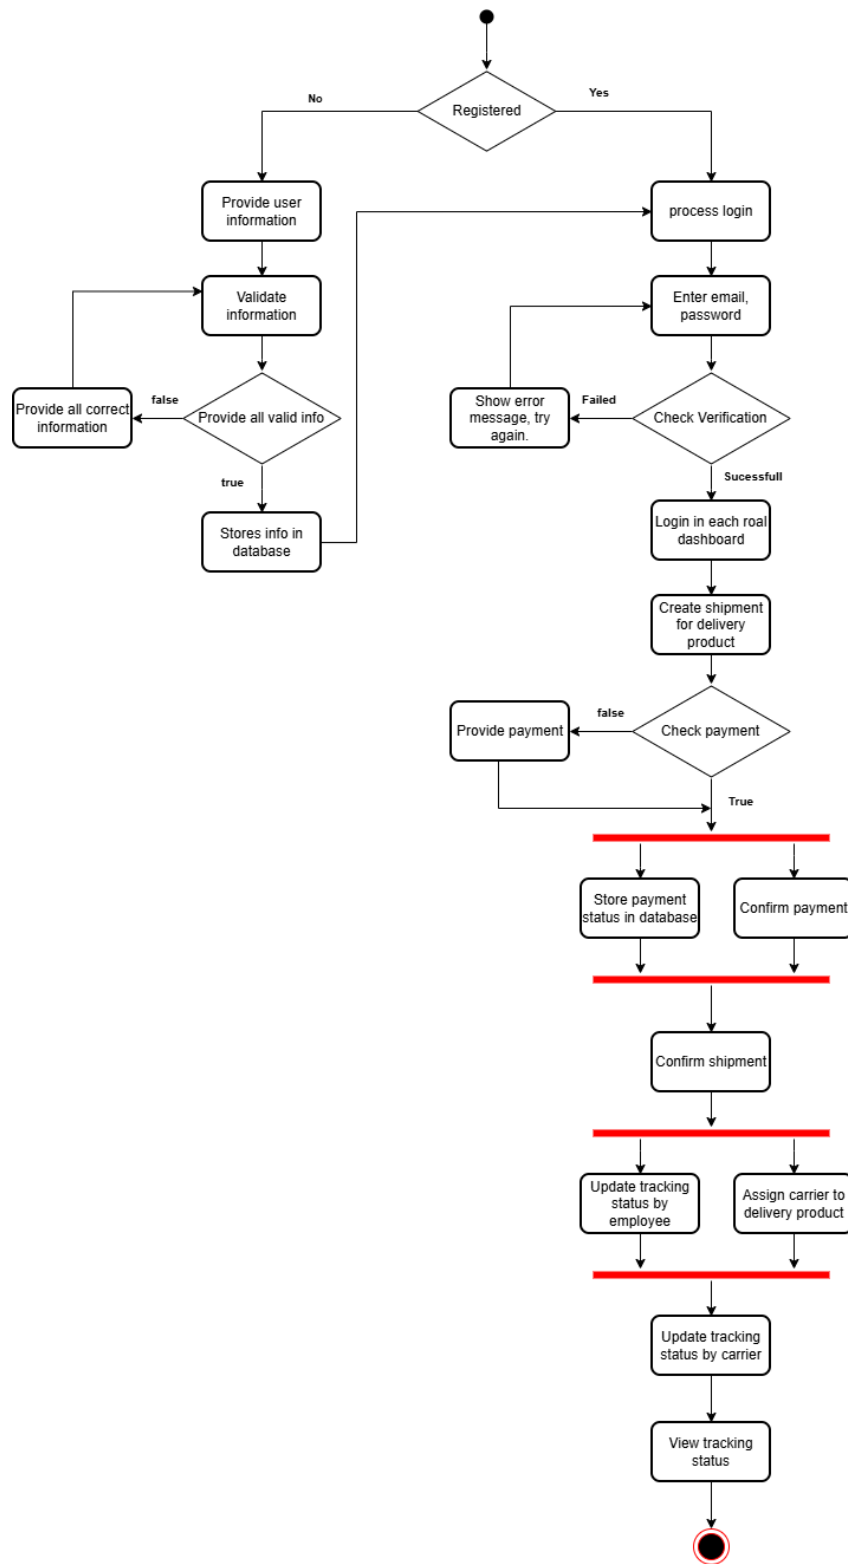 Registered
No
Yes
Provide user
information
process login
Validate
information
Enter email,
password
Provide all correct
information
false
Provide all valid info
Show error
message, try
again.
Failed
Check Verification
true
Sucessfull
Stores info in
database
Login in each roal
dashboard
Create shipment
for delivery
product
Provide payment
false
Check payment
True
Store payment
status in database
Confirm payment
Confirm shipment
Update tracking
status by
employee
Assign carrier to
delivery product
Update tracking
status by carrier
View tracking
status